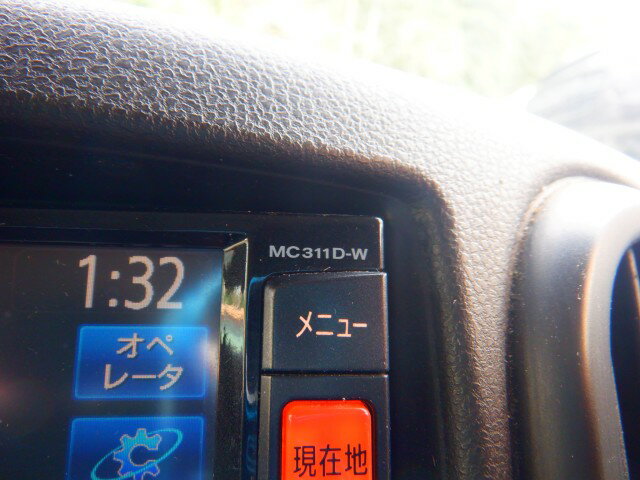 MC311D-W
1:32
メニュー
オペ
レータ
現在地